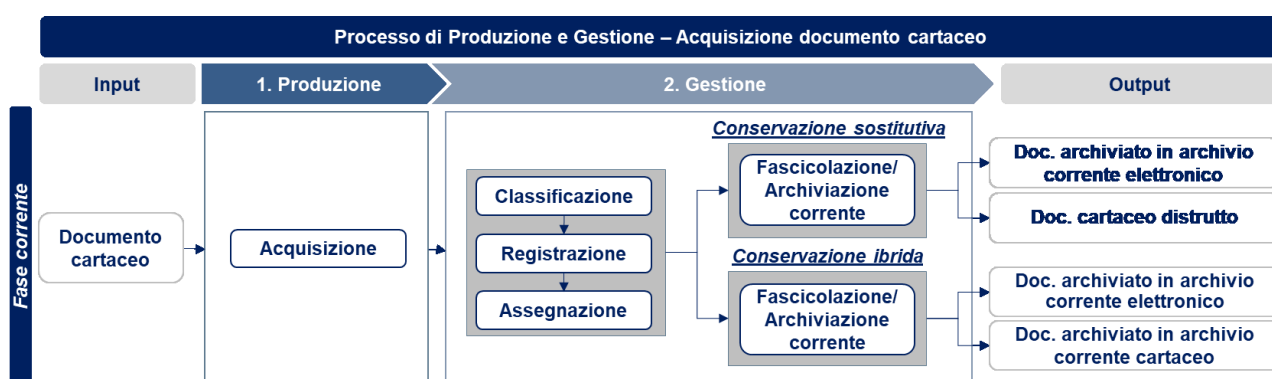 Processo di Produzione e Gestione – Acquisizione documento cartaceo
Input
1. Produzione
2. Gestione
Output
Fase corrente
Documento
cartaceo
Acquisizione
Classificazione
Registrazione
Assegnazione
Conservazione sostitutiva
Fascicolazione/
Archiviazione
corrente
Conservazione ibrida
Fascicolazione/
Archiviazione
corrente
Doc. archiviato in archivio
corrente elettronico
Doc. cartaceo distrutto
Doc. archiviato in archivio
corrente elettronico
Doc. archiviato in archivio
corrente cartaceo